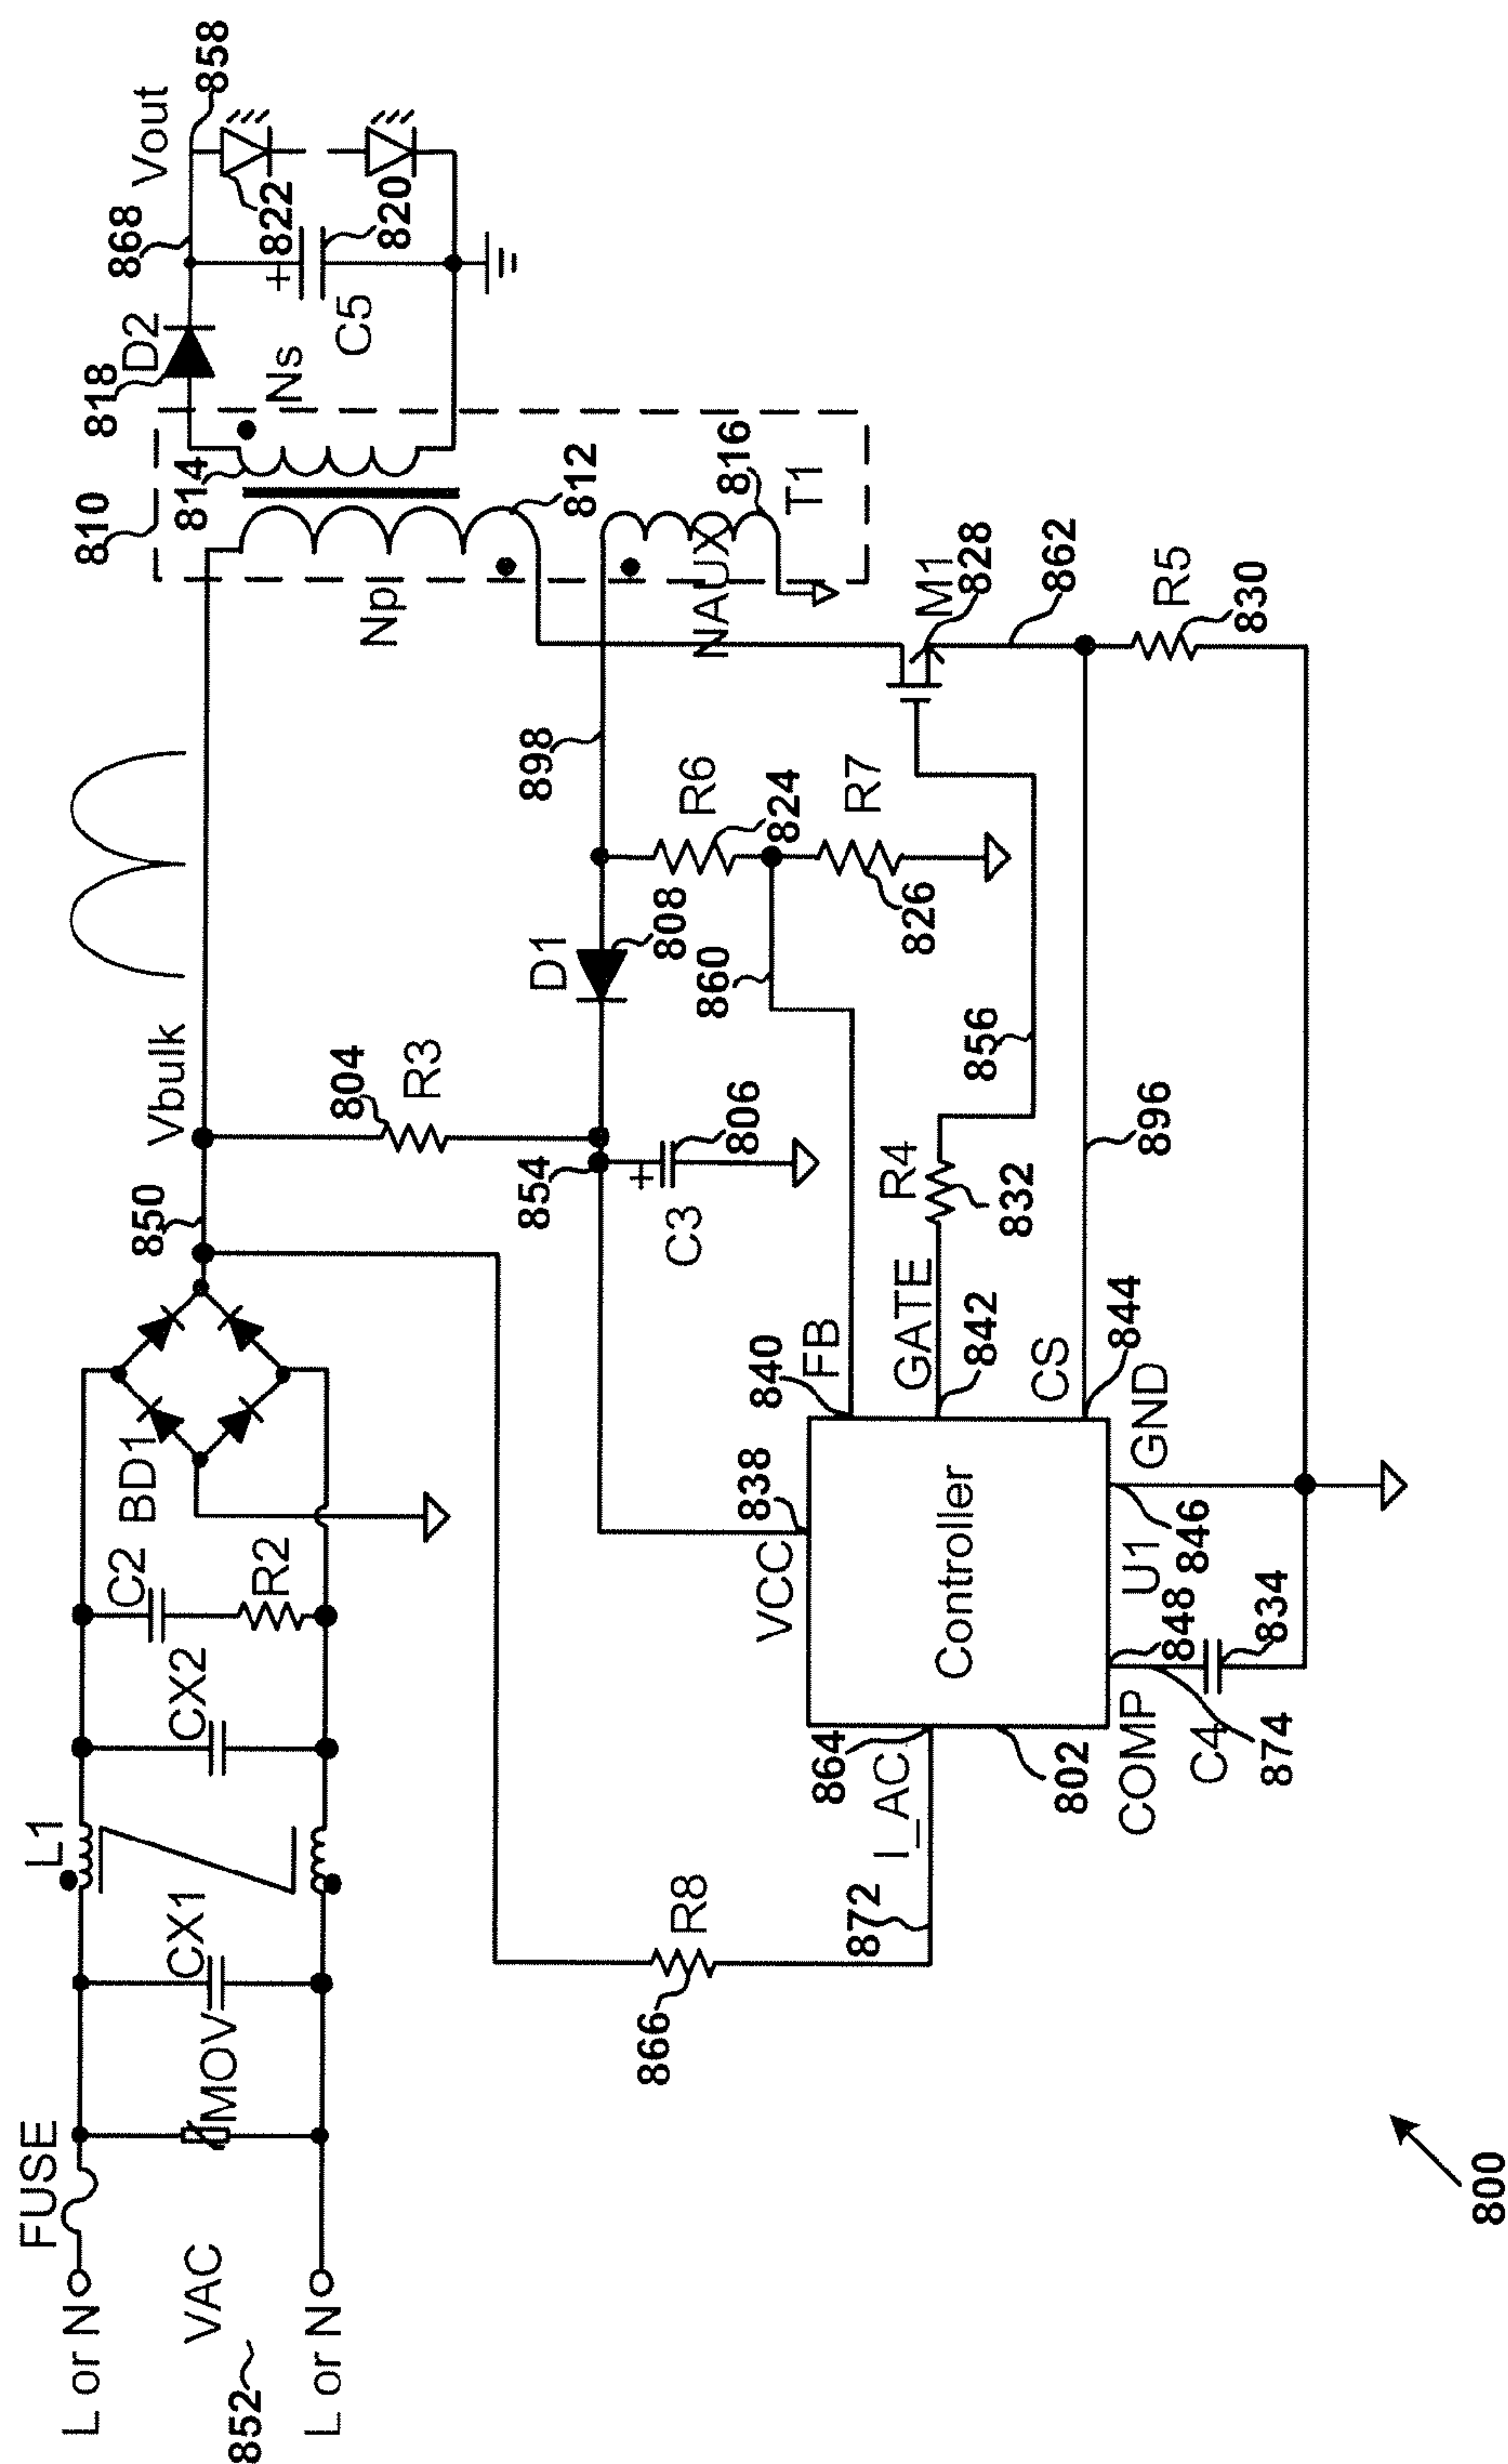 L or N
FUSE
VAC
852
L or N
MOV
CX1
L1
CX2
C2
R2
BD1
850
Vbulk
804
R3
854
806
C3
D1
808
898
R6
824
R7
826
860
856
Np
810
814
812
Ns
NAUX
816
T1
818
D2
868
Vout
858
822
820
C5
M1
828
862
R5
830
866
R8
872
864
I_AC
802
Controller
VCC
838
840
FB
GATE
842
R4
832
CS
844
896
GND
846
U1
848
COMP
C4
834
874
800